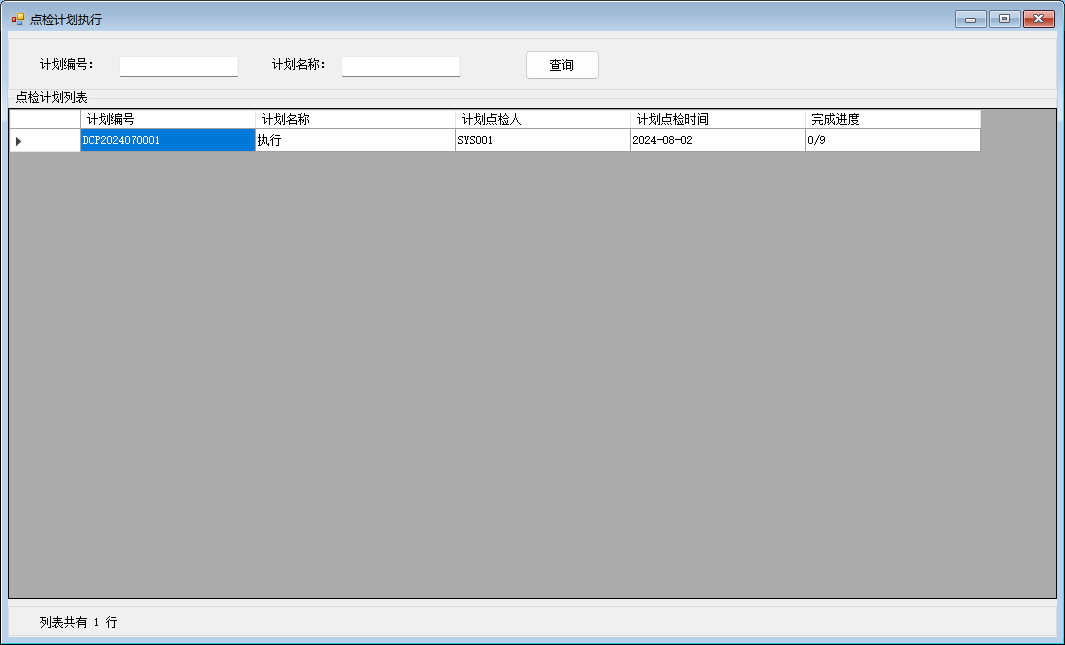 点检计划执行
计划编号： 计划名称： 查询
点检计划列表
计划编号 计划名称 计划点检人 计划点检时间 完成进度
DCP2024070001 执行 SYS001 2024-08-02 0/9
列表共有 1 行